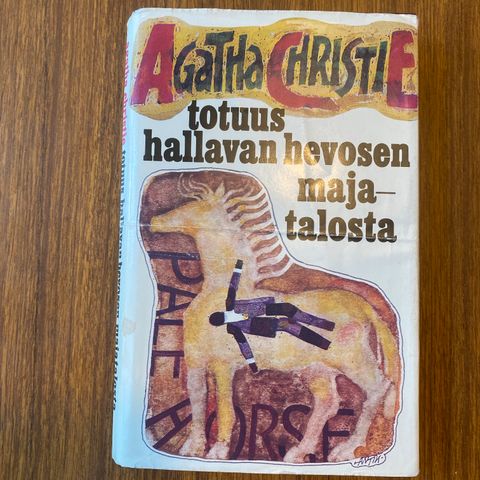 AGATHA CHRISTIE
totuus
hallavan hevosen
maja–
talosta
PALE HORSE